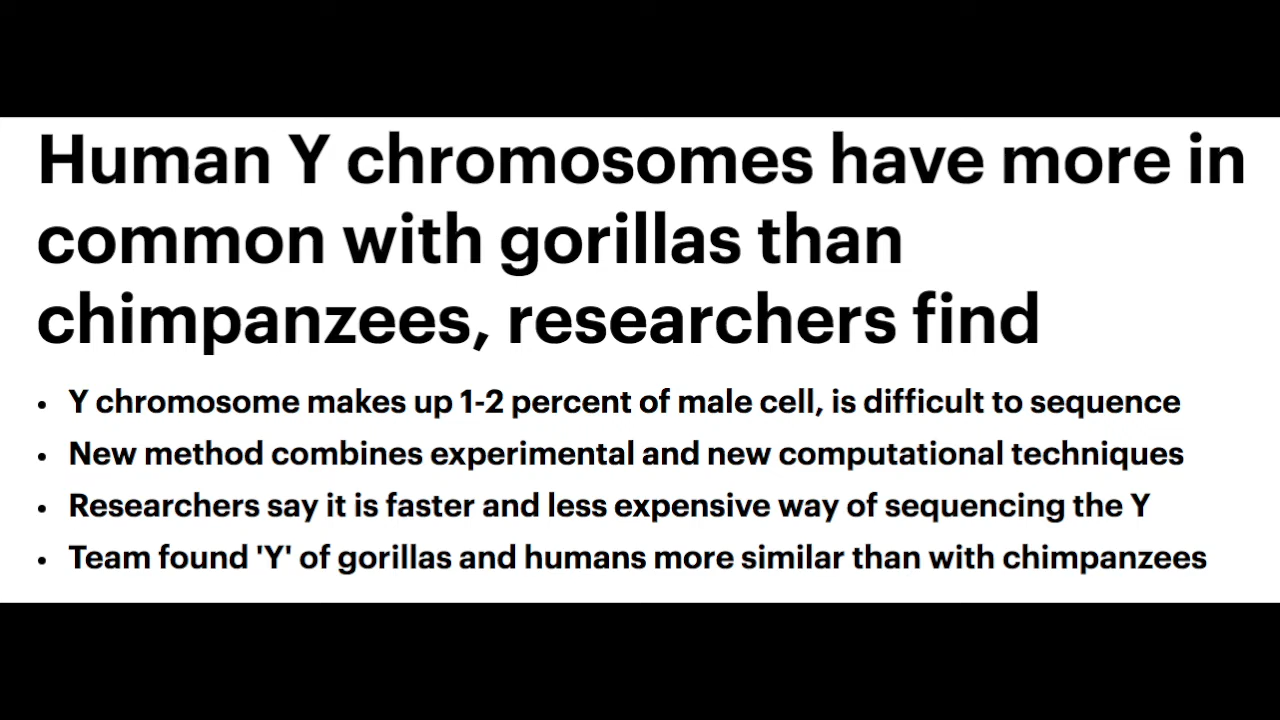 Human Y chromosomes have more in
common with gorillas than
chimpanzees, researchers find
• Y chromosome makes up 1-2 percent of male cell, is difficult to sequence
• New method combines experimental and new computational techniques
• Researchers say it is faster and less expensive way of sequencing the Y
• Team found 'Y' of gorillas and humans more similar than with chimpanzees